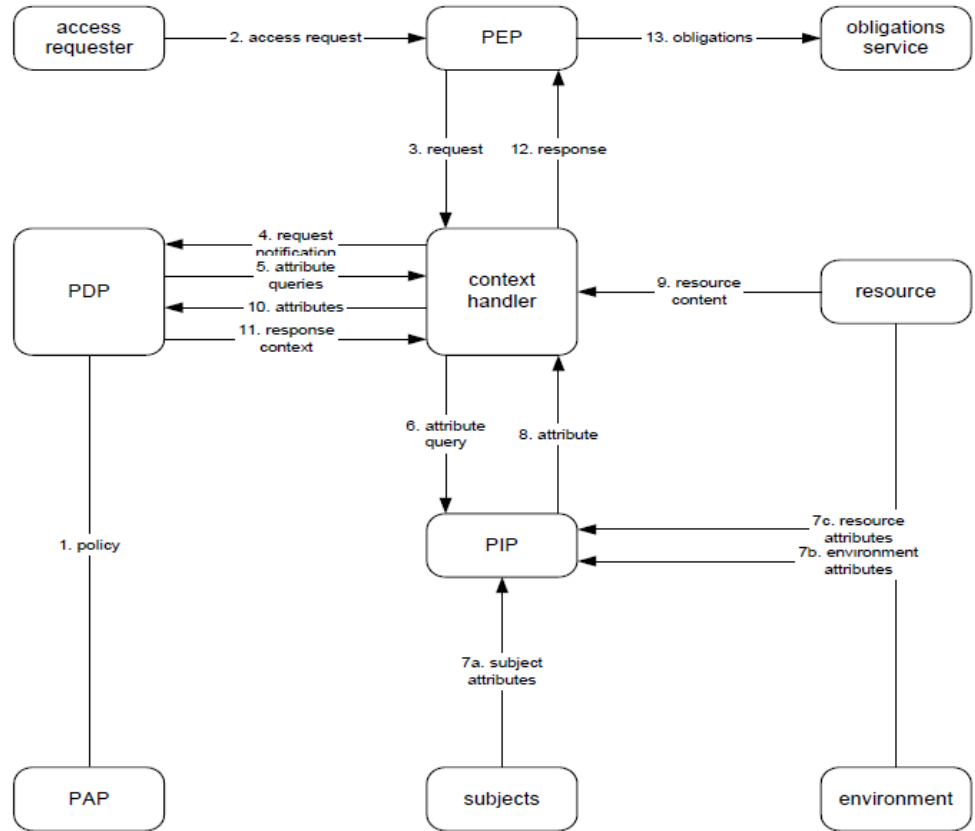 access
requester
2. access request
PEP
13. obligations
obligations
service
3. request
12. response
PDP
4. request
notification
5. attribute
queries
10. attributes
11. response
context
context
handler
9. resource
content
resource
6. attribute
query
8. attribute
1. policy
PIP
7c. resource
attributes
7b. environment
attributes
7a. subject
attributes
PAP
subjects
environment